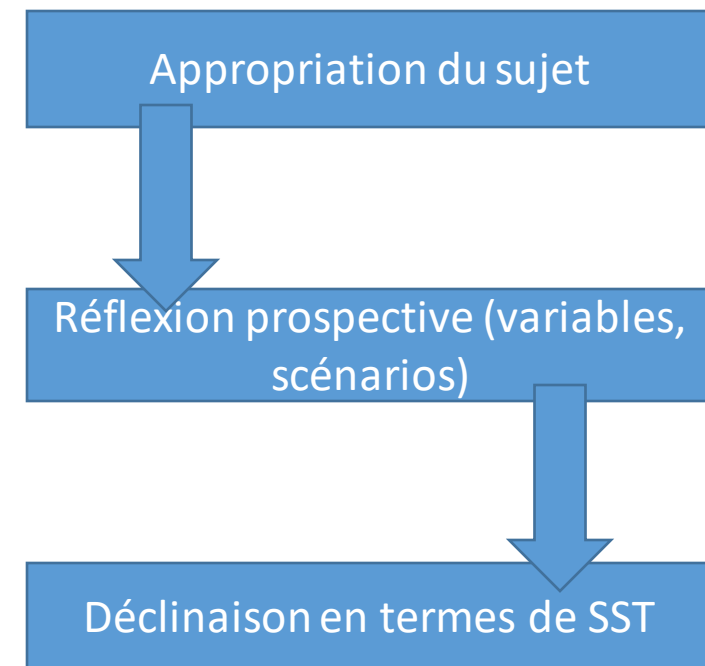 Appropriation du sujet
Réflexion prospective (variables,
scénarios)
Déclinaison en termes de SST